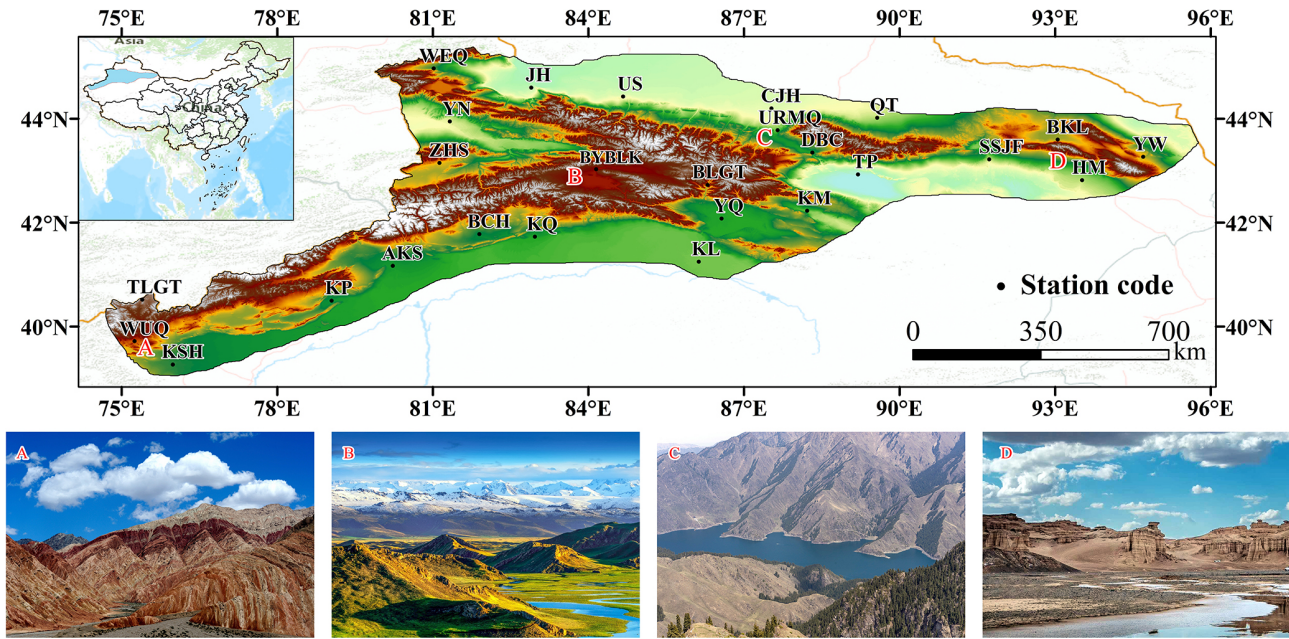 75°E 78°E 81°E 84°E 87°E 90°E 93°E 96°E
Asia
China
44°N
42°N
40°N
44°N
42°N
40°N
WEQ
JH
US
CJH
QT
YN
URMQ
C
DBC
BKL
YW
ZHS
BYBLK
B
BLGT
TP
SSJF
D
HM
YQ
KM
BCH
KQ
AKS
KL
TLGT
KP
WUQ
A
KSH
Station code
0 350 700
km
75°E 78°E 81°E 84°E 87°E 90°E 93°E 96°E
A
B
C
D